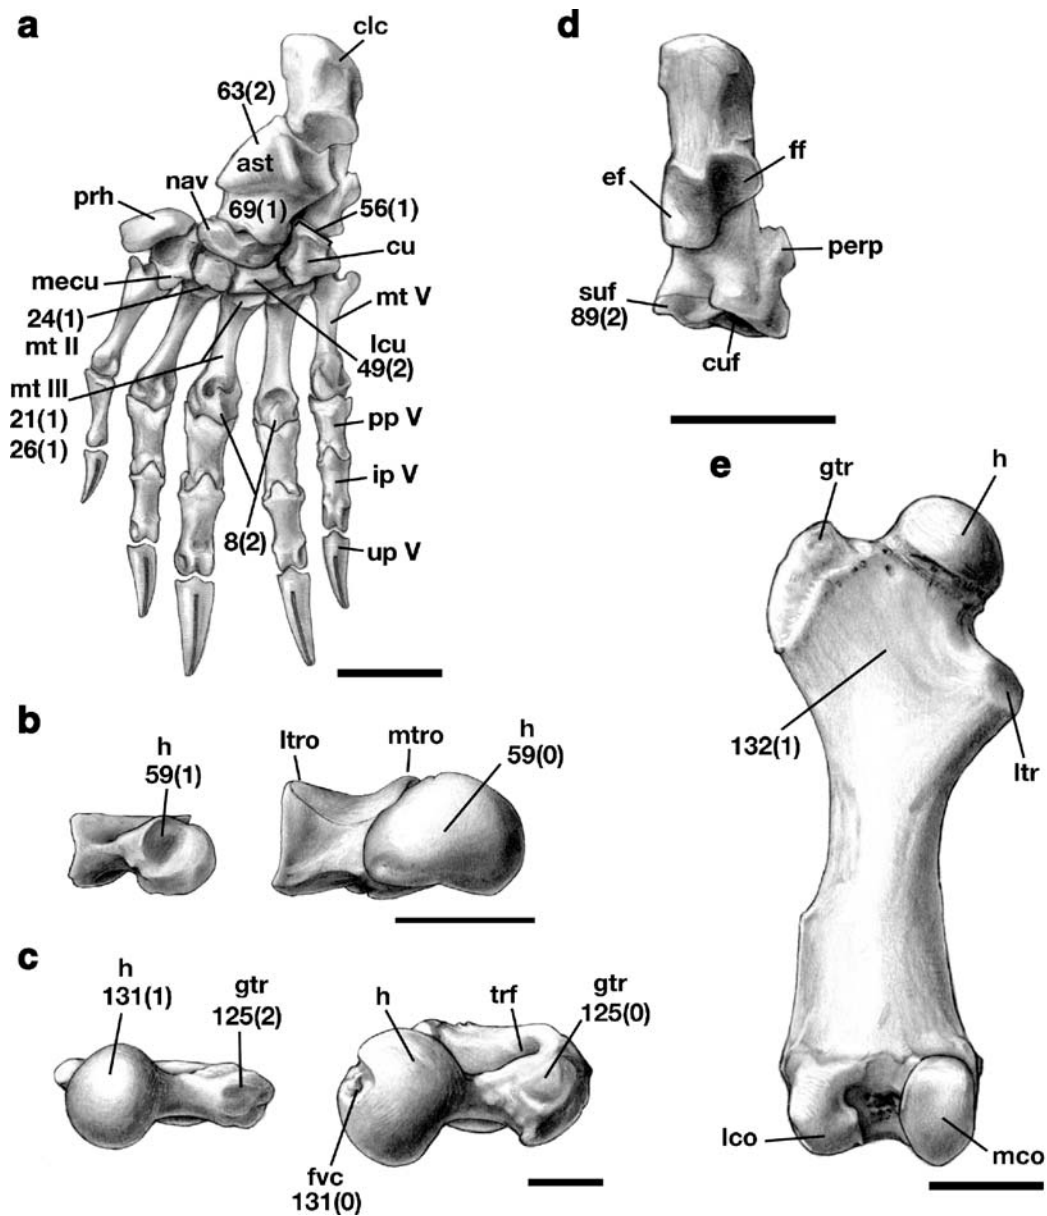 a
clc
63(2)
ast
nav
prh
69(1)
56(1)
cu
mecu
24(1)
mt V
mt II
lcu
49(2)
mt III
21(1)
26(1)
pp V
ip V
8(2)
up V
b
h
59(1)
ltro
mtro
h
59(0)
c
h
131(1)
gtr
125(2)
h
trf
gtr
125(0)
fvc
131(0)
d
ff
ef
perp
suf
89(2)
cuf
e
gtr
h
132(1)
ltr
lco
mco